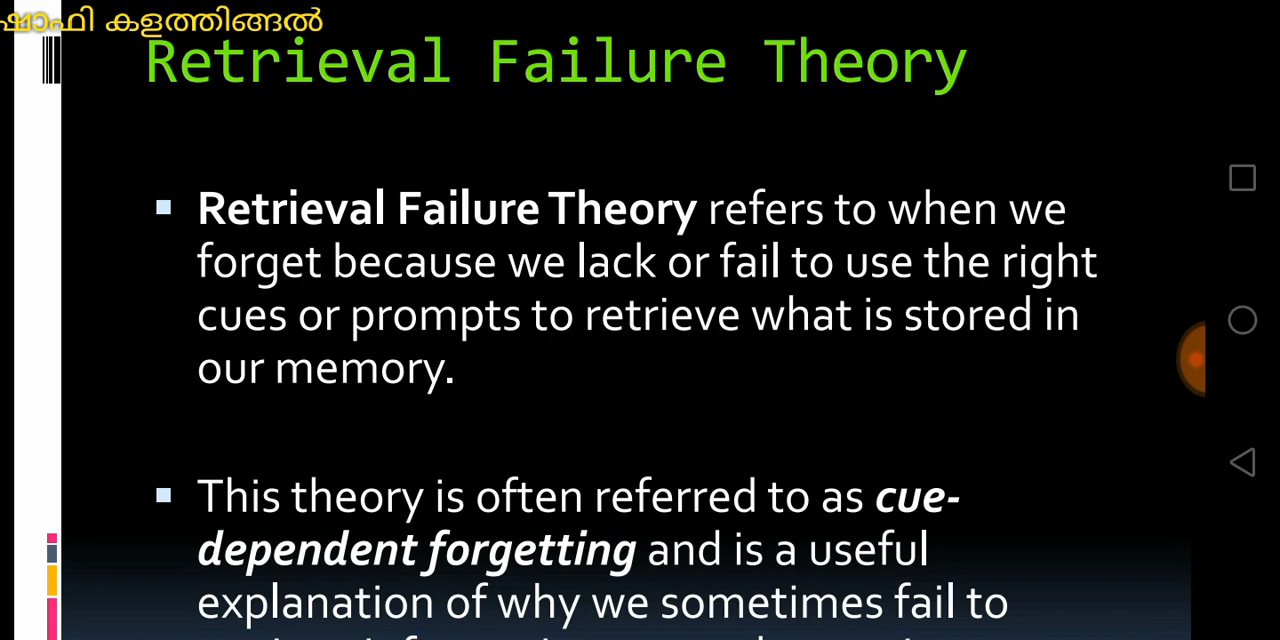 ഷാഫി കളത്തിങ്ങൽ
Retrieval Failure Theory
Retrieval Failure Theory refers to when we
forget because we lack or fail to use the right
cues or prompts to retrieve what is stored in
our memory.
This theory is often referred to as cue-
dependent forgetting and is a useful
explanation of why we sometimes fail to